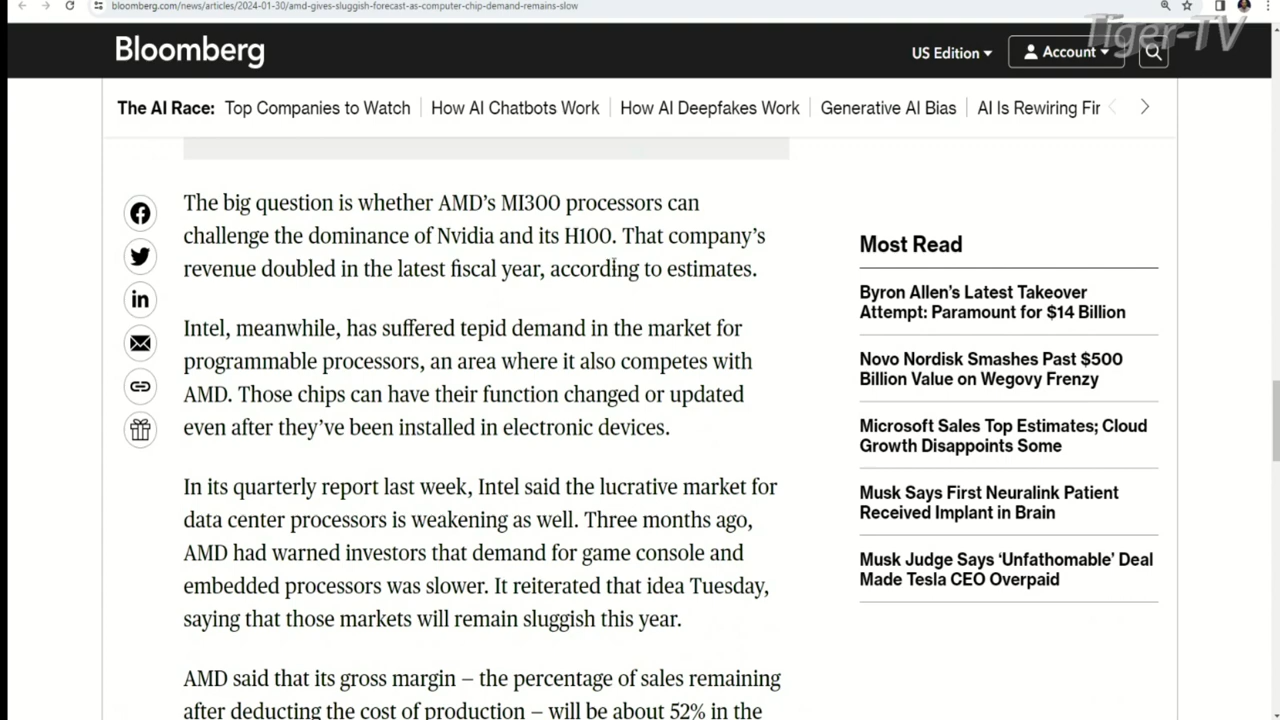 bloomberg.com/news/articles/2024-01-30/amd-gives-sluggish-forecast-as-computer-chip-demand-remains-slow
Tiger-TV
Bloomberg
US Edition
Account
The AI Race:
Top Companies to Watch
How AI Chatbots Work
How AI Deepfakes Work
Generative AI Bias
AI Is Rewiring Fir
The big question is whether AMD's MI300 processors can
challenge the dominance of Nvidia and its H100. That company's
revenue doubled in the latest fiscal year, according to estimates.
Intel, meanwhile, has suffered tepid demand in the market for
programmable processors, an area where it also competes with
AMD. Those chips can have their function changed or updated
even after they've been installed in electronic devices.
In its quarterly report last week, Intel said the lucrative market for
data center processors is weakening as well. Three months ago,
AMD had warned investors that demand for game console and
embedded processors was slower. It reiterated that idea Tuesday,
saying that those markets will remain sluggish this year.
AMD said that its gross margin – the percentage of sales remaining
after deducting the cost of production – will be about 52% in the
Most Read
Byron Allen's Latest Takeover
Attempt: Paramount for $14 Billion
Novo Nordisk Smashes Past $500
Billion Value on Wegovy Frenzy
Microsoft Sales Top Estimates; Cloud
Growth Disappoints Some
Musk Says First Neuralink Patient
Received Implant in Brain
Musk Judge Says 'Unfathomable' Deal
Made Tesla CEO Overpaid